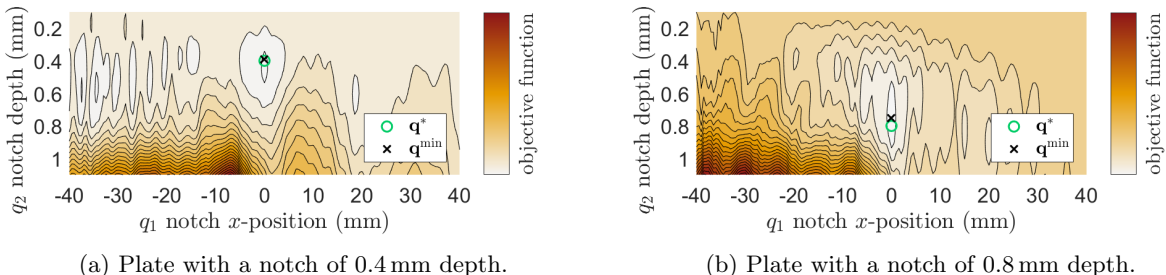 0.2
0.4
0.6
0.8
1
q₂ notch depth (mm)
-40 -30 -20 -10 0 10 20 30 40
q₁ notch x-position (mm)
q*
qᵐⁱⁿ
objective function
(a) Plate with a notch of 0.4 mm depth.
0.2
0.4
0.6
0.8
1
q₂ notch depth (mm)
-40 -30 -20 -10 0 10 20 30 40
q₁ notch x-position (mm)
q*
qᵐⁱⁿ
objective function
(b) Plate with a notch of 0.8 mm depth.